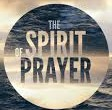 THE
SPIRIT
OF A
PRAYER